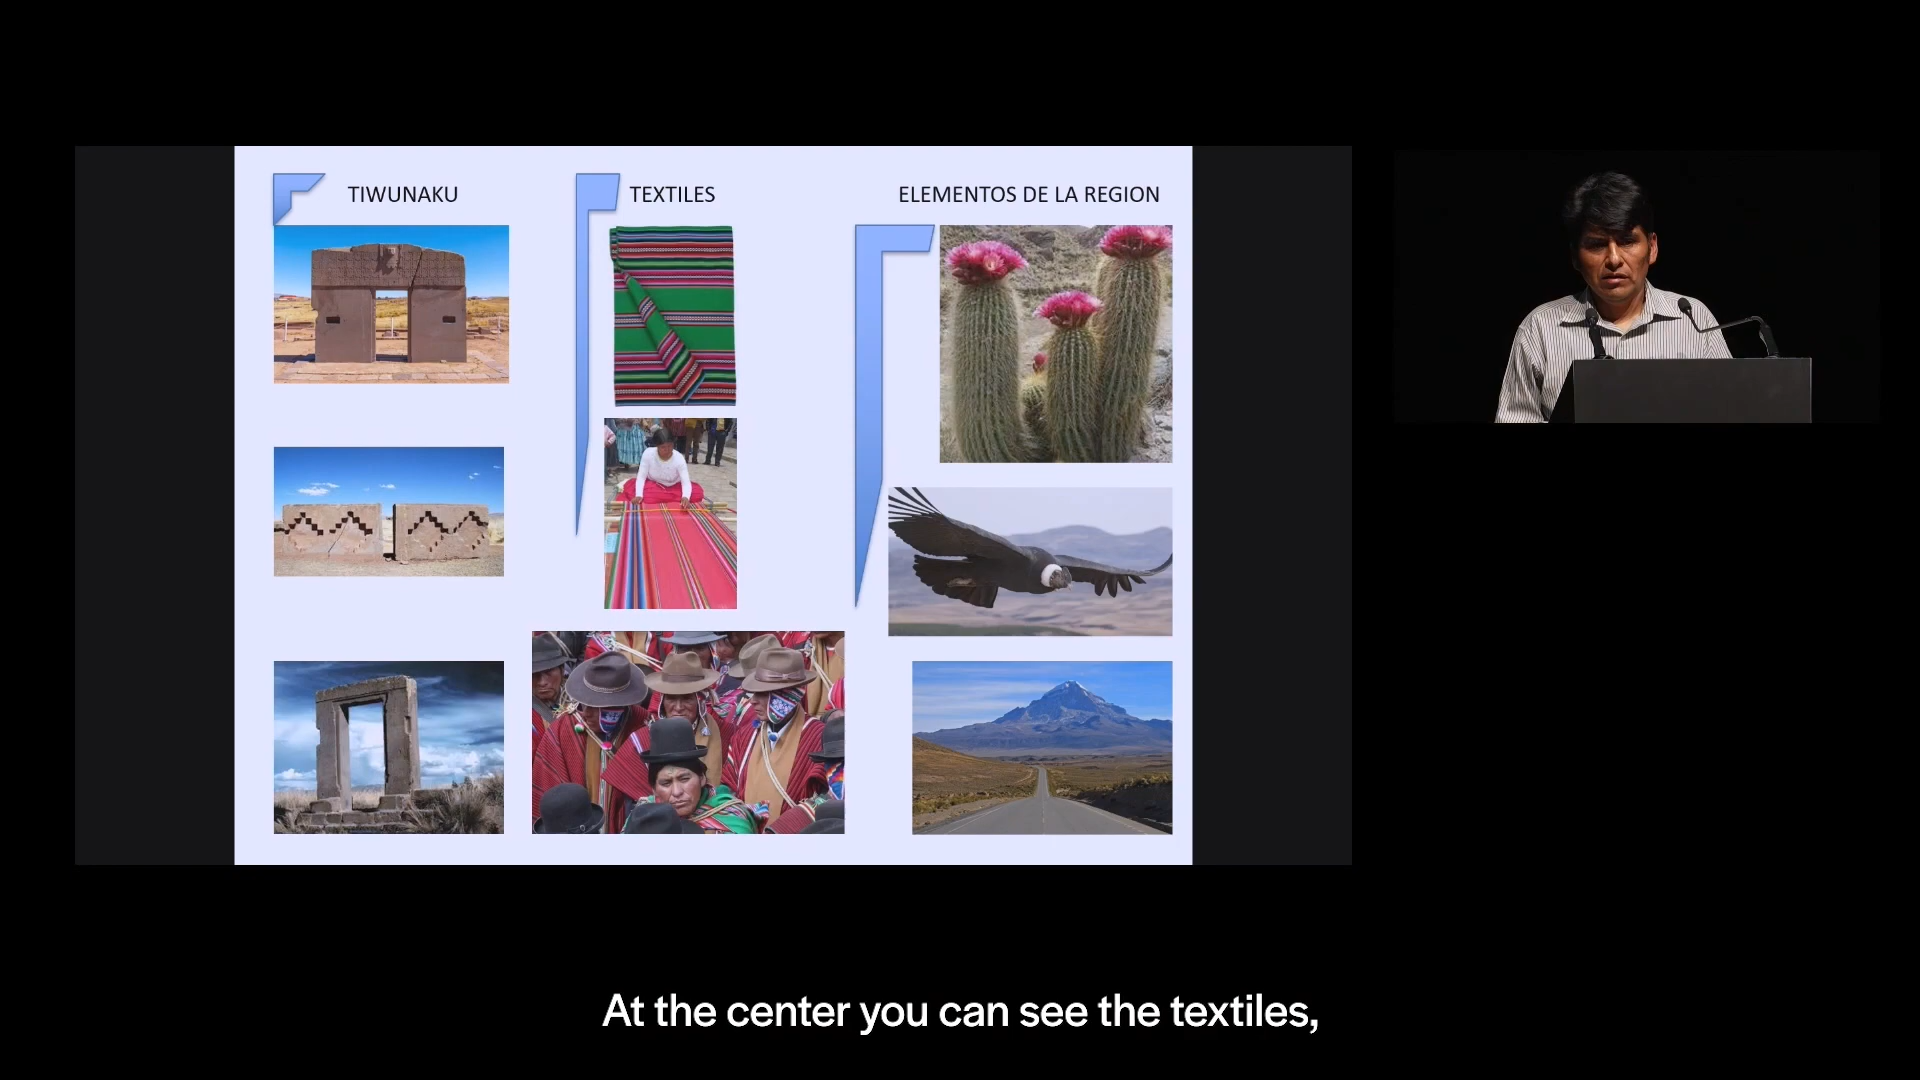 TIWUNAKU
TEXTILES
ELEMENTOS DE LA REGION
At the center you can see the textiles,